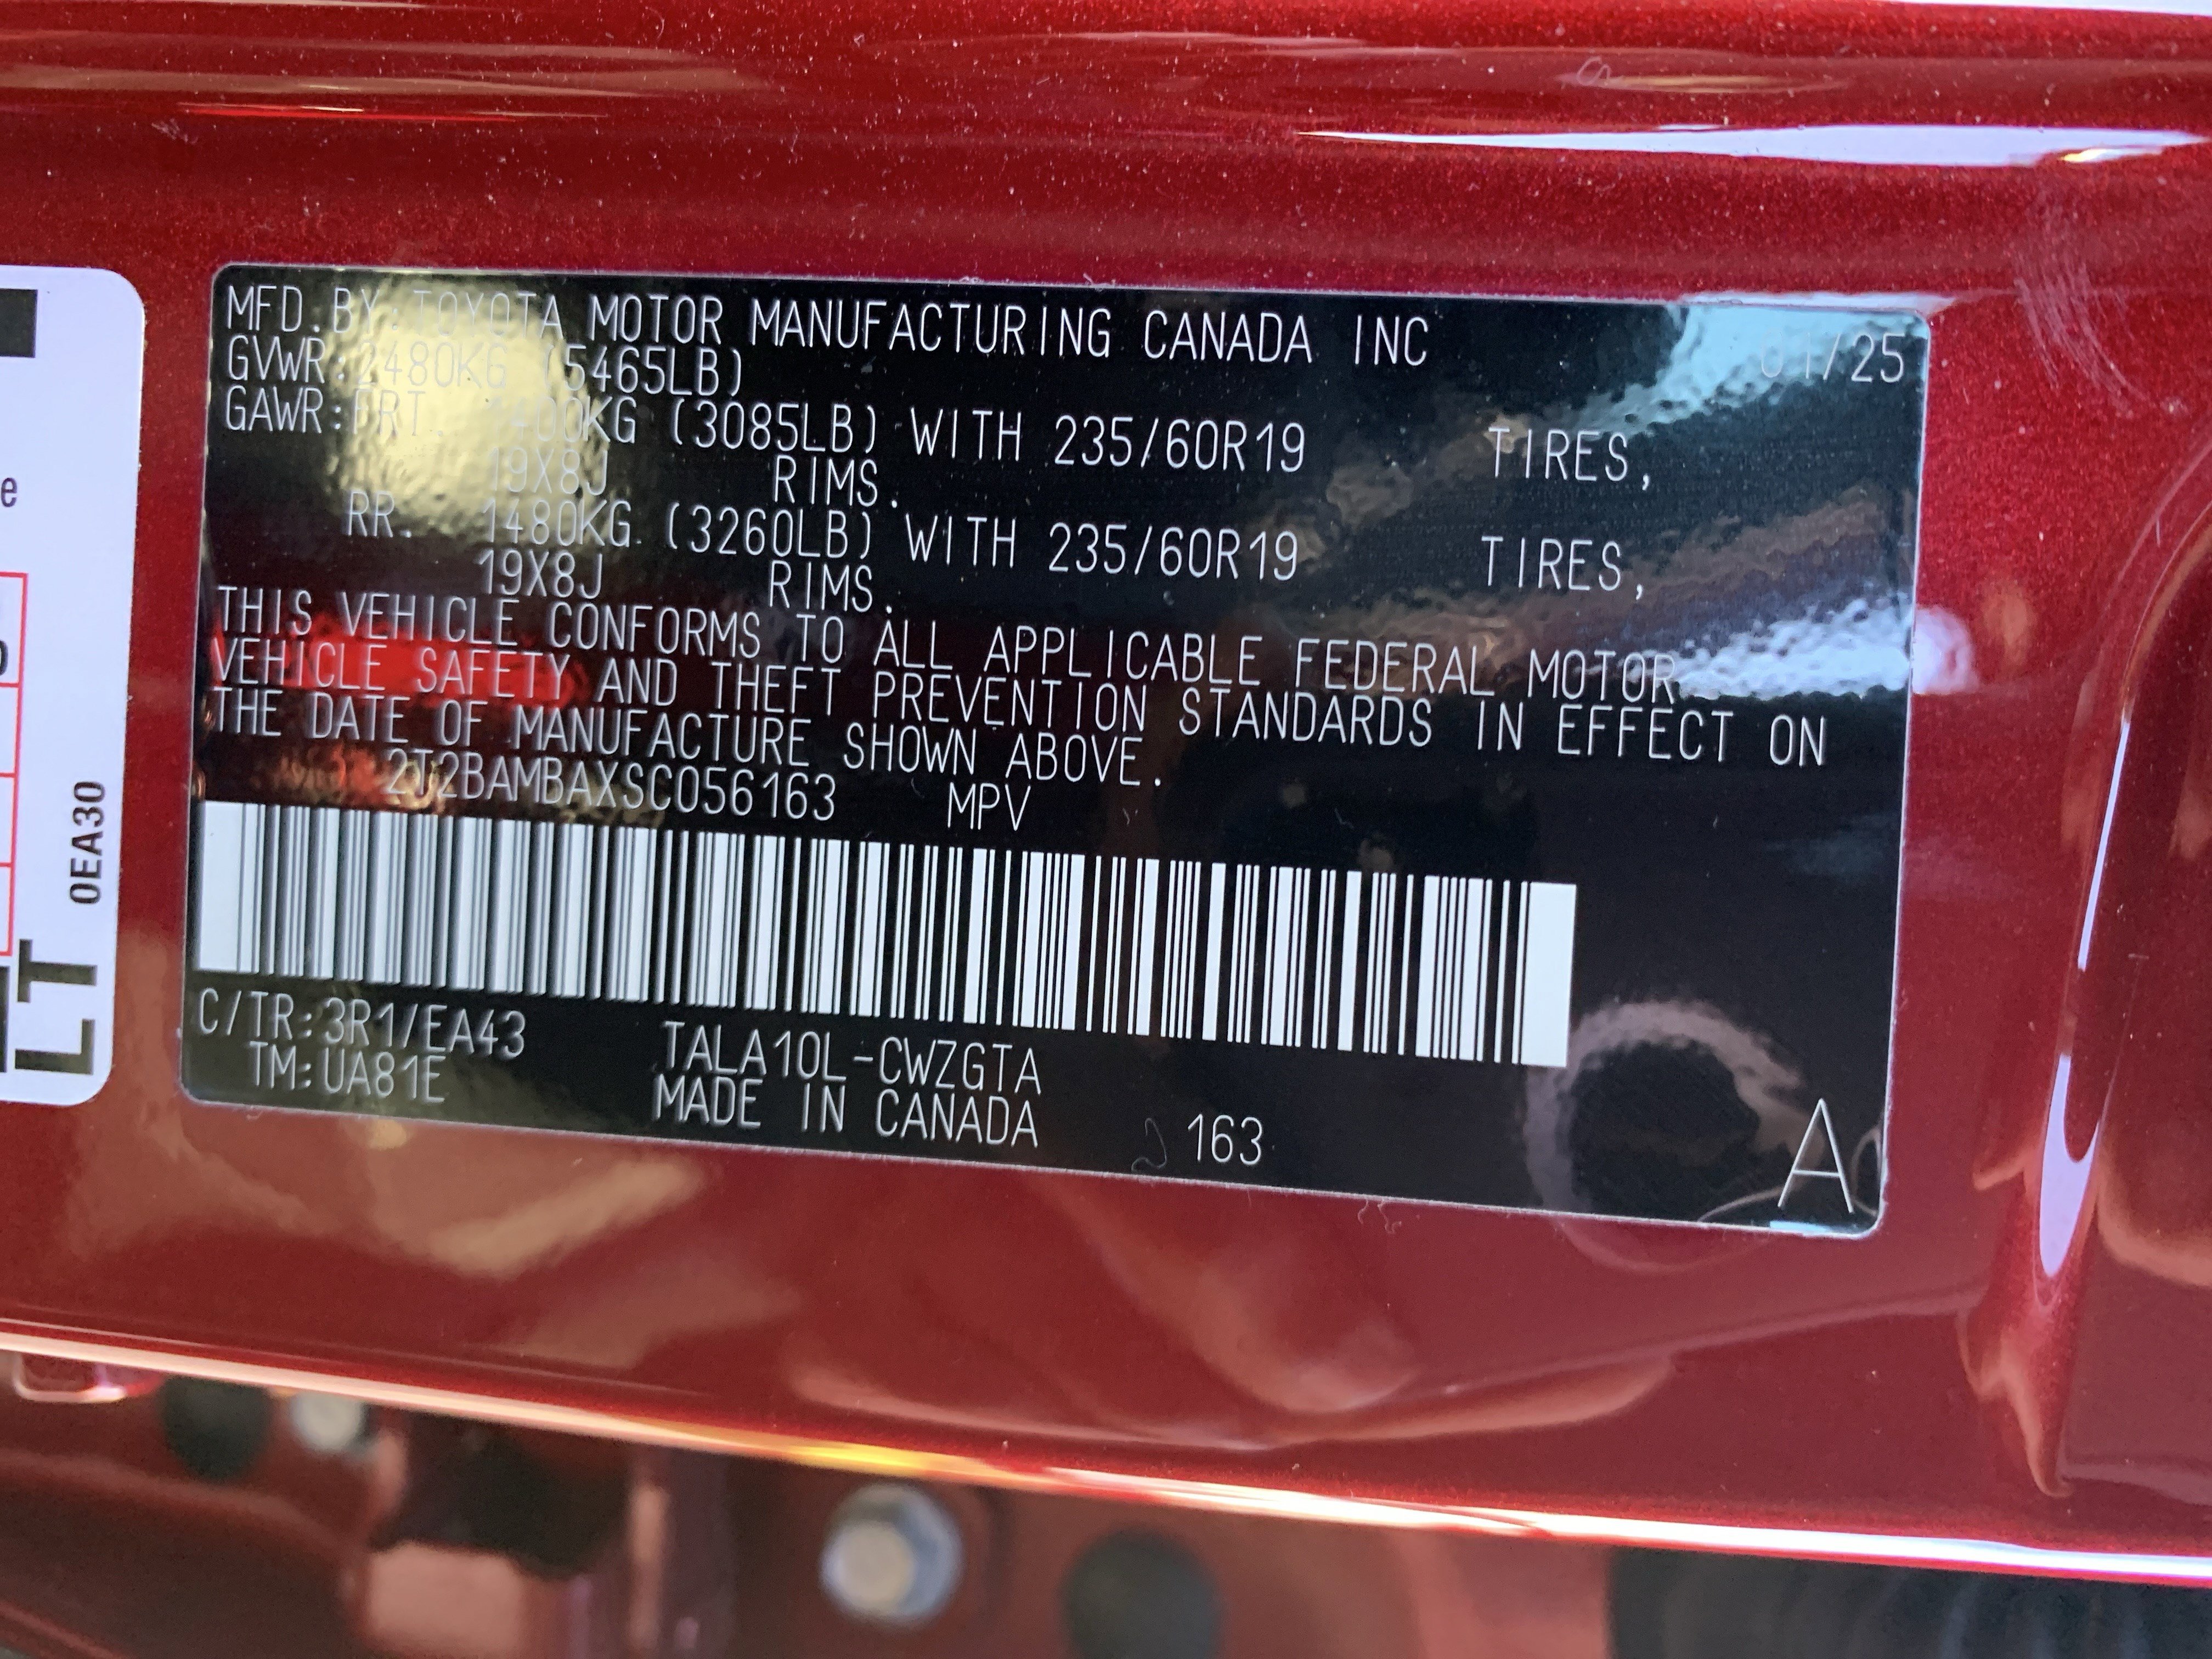 MFD.BY:TOYOTA MOTOR MANUFACTURING CANADA INC 01/25
GVWR:2480KG (5465LB)
GAWR:FRT. 1400KG (3085LB) WITH 235/60R19 TIRES,
19X8J RIMS.
RR. 1480KG (3260LB) WITH 235/60R19 TIRES,
19X8J RIMS.
THIS VEHICLE CONFORMS TO ALL APPLICABLE FEDERAL MOTOR
VEHICLE SAFETY AND THEFT PREVENTION STANDARDS IN EFFECT ON
THE DATE OF MANUFACTURE SHOWN ABOVE.
2T2BAMBAXSC056163 MPV
C/TR:3R1/EA43 TALA10L-CWZGTA
TM:UA81E MADE IN CANADA 163
A
e
0EA30
LT